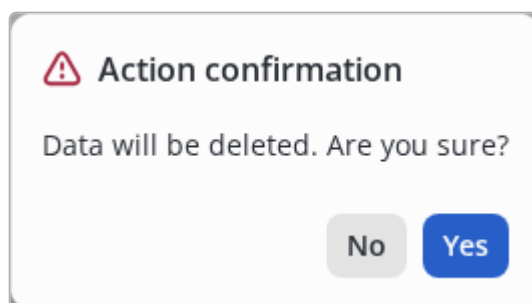 Action confirmation
Data will be deleted. Are you sure?
No Yes